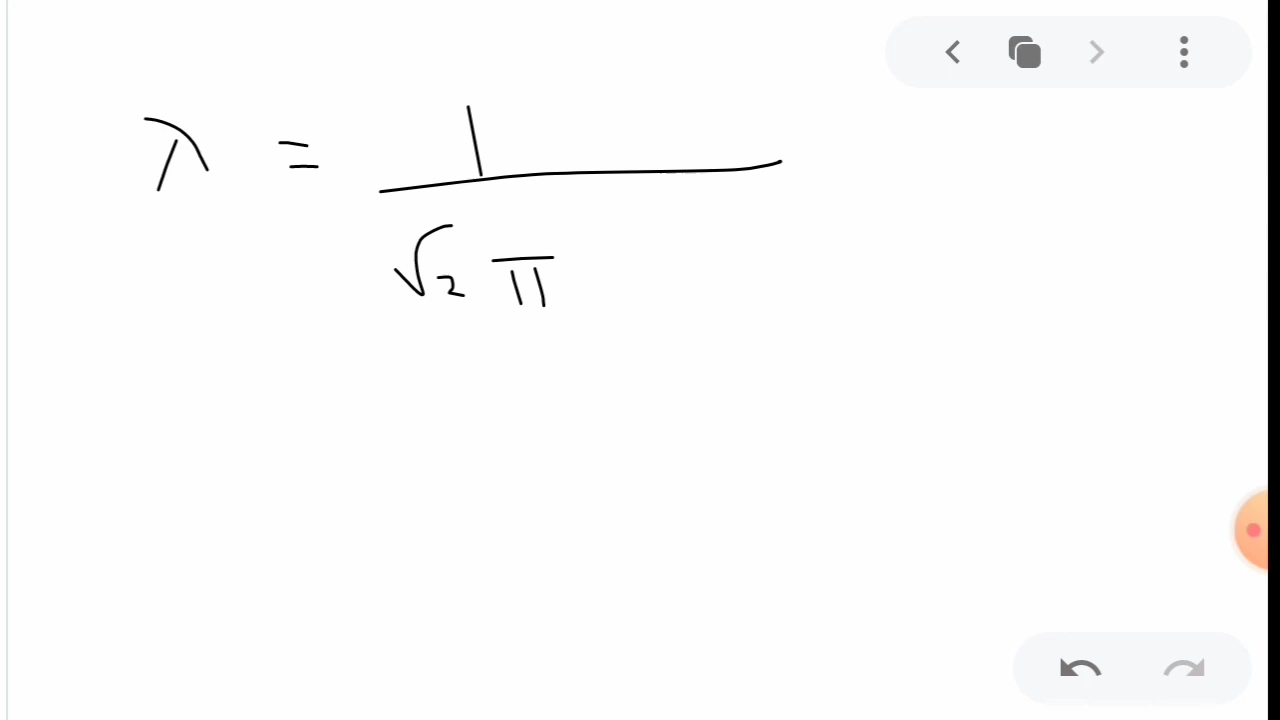 λ = 1 / √2 π